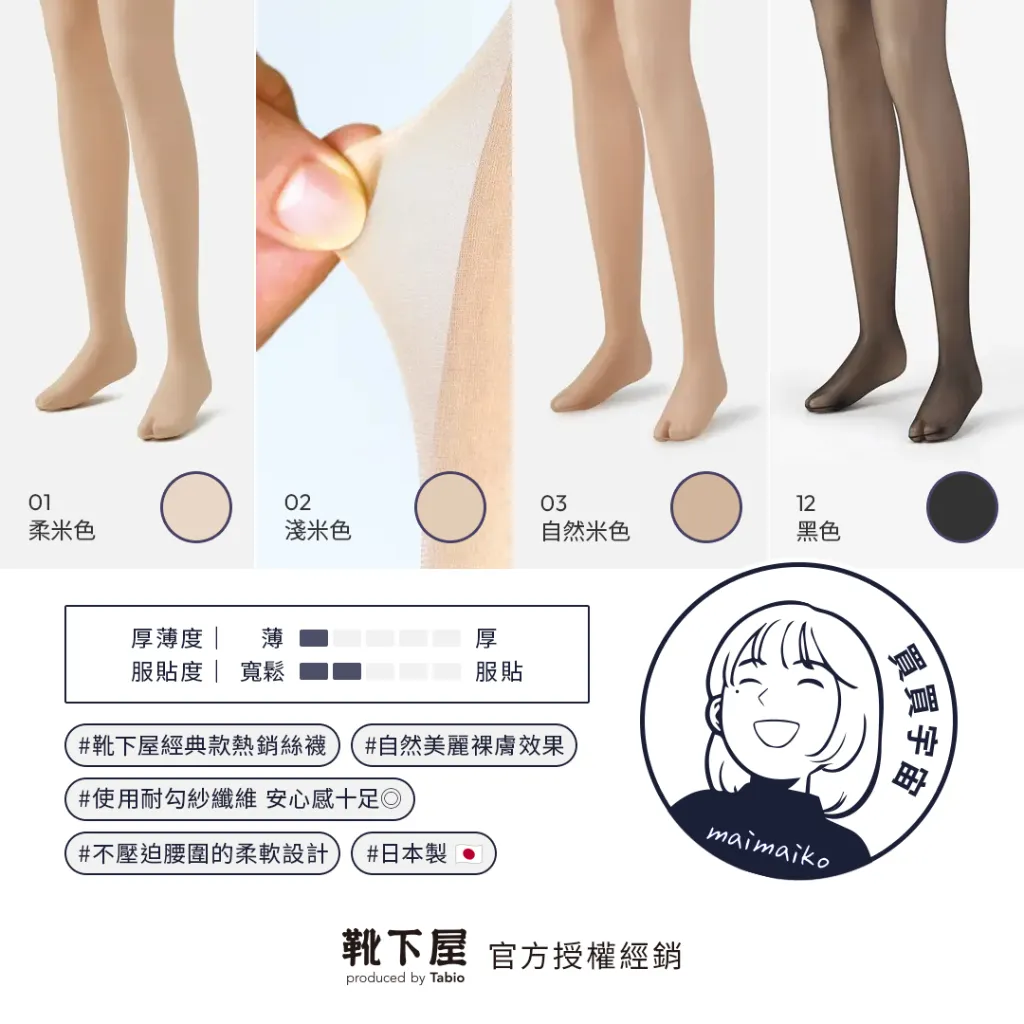 01
柔米色
02
淺米色
03
自然米色
12
黑色
厚薄度｜ 薄 厚
服貼度｜ 寬鬆 服貼
#靴下屋經典款熱銷絲襪
#自然美麗裸膚效果
#使用耐勾紗纖維 安心感十足◎
#不壓迫腰圍的柔軟設計
#日本製 🇯🇵
買買宇宙
maimaiko
靴下屋 官方授權經銷
produced by Tabio